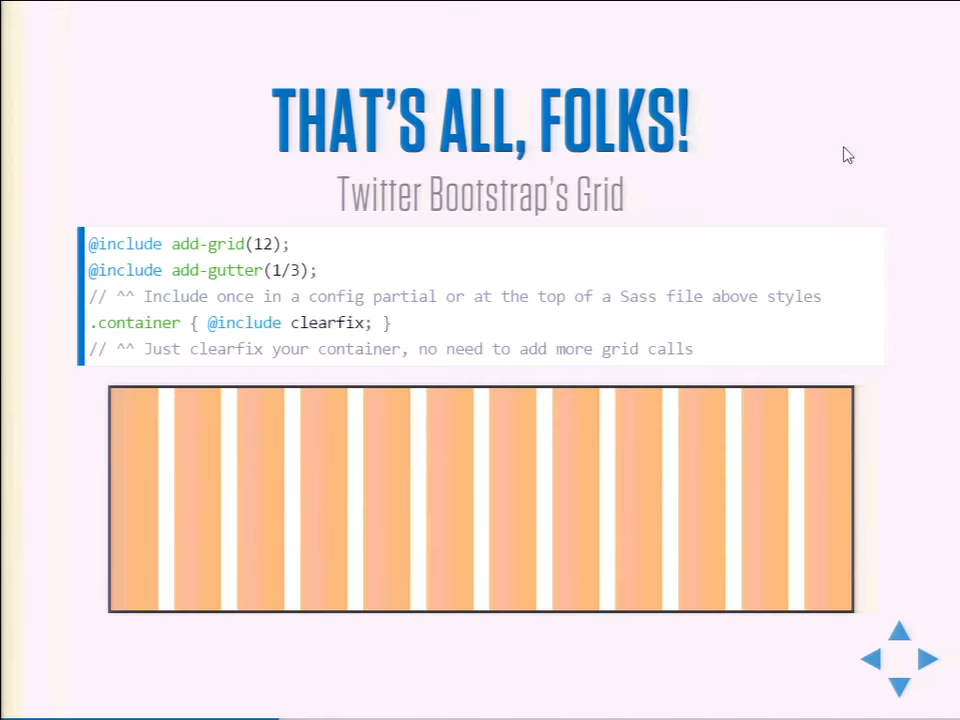 THAT'S ALL, FOLKS!
Twitter Bootstrap's Grid
@include add-grid(12);
@include add-gutter(1/3);
// ^^ Include once in a config partial or at the top of a Sass file above styles
.container { @include clearfix; }
// ^^ Just clearfix your container, no need to add more grid calls